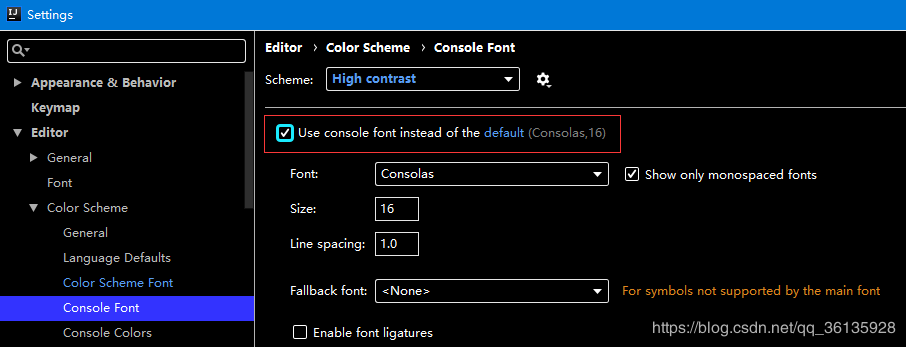 IJ Settings
Editor › Color Scheme › Console Font
Scheme: High contrast
Appearance & Behavior
Keymap
Editor
General
Font
Color Scheme
General
Language Defaults
Color Scheme Font
Console Font
Console Colors
Use console font instead of the default (Consolas,16)
Font: Consolas Show only monospaced fonts
Size: 16
Line spacing: 1.0
Fallback font: <None> For symbols not supported by the main font
Enable font ligatures
https://blog.csdn.net/qq_36135928